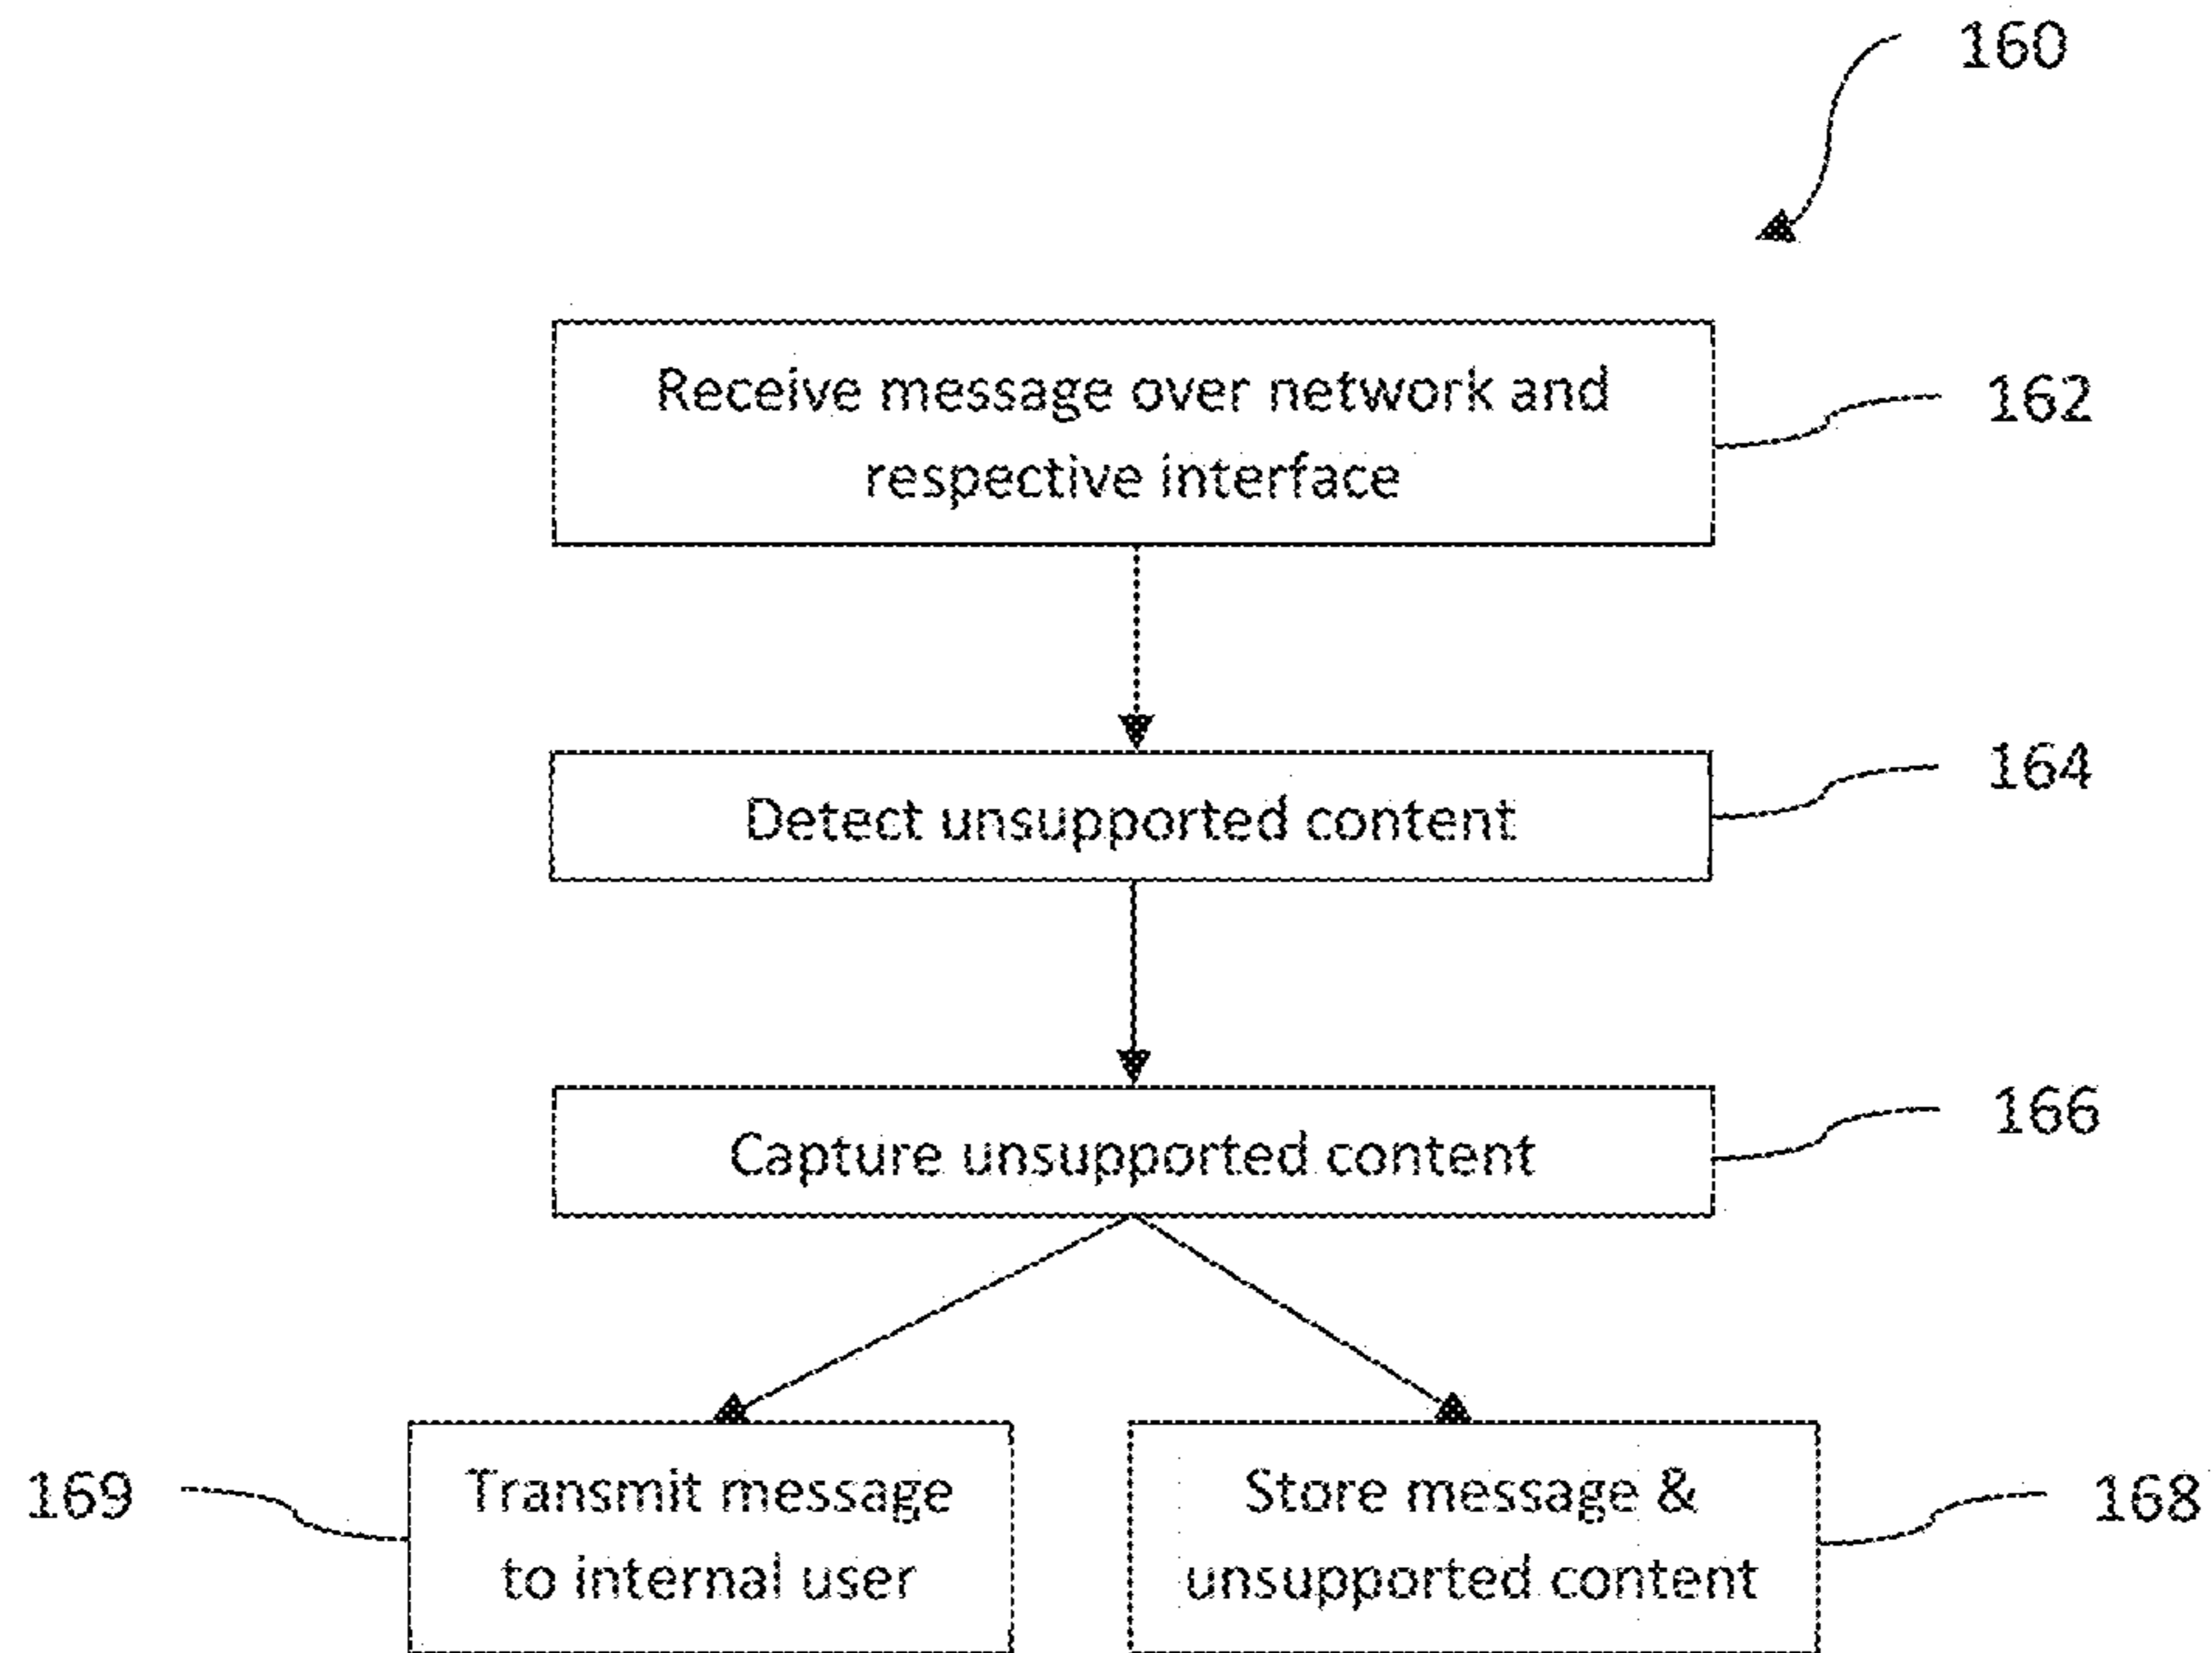 160
Receive message over network and
respective interface
162
Detect unsupported content
164
Capture unsupported content
166
169
Transmit message
to internal user
Store message &
unsupported content
168